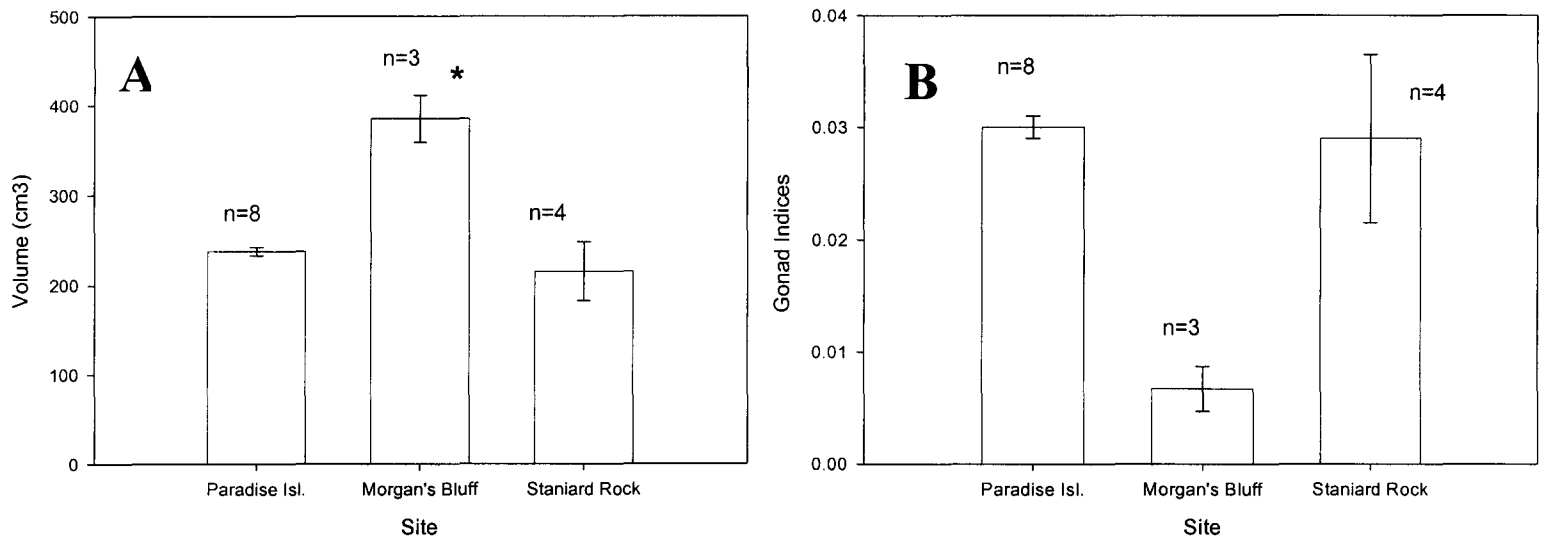 A
n=3
*
n=8
n=4
500
400
300
200
100
0
Volume (cm3)
Paradise Isl.
Morgan's Bluff
Staniard Rock
Site
B
n=8
n=4
n=3
0.04
0.03
0.02
0.01
0.00
Gonad Indices
Paradise Isl.
Morgan's Bluff
Staniard Rock
Site